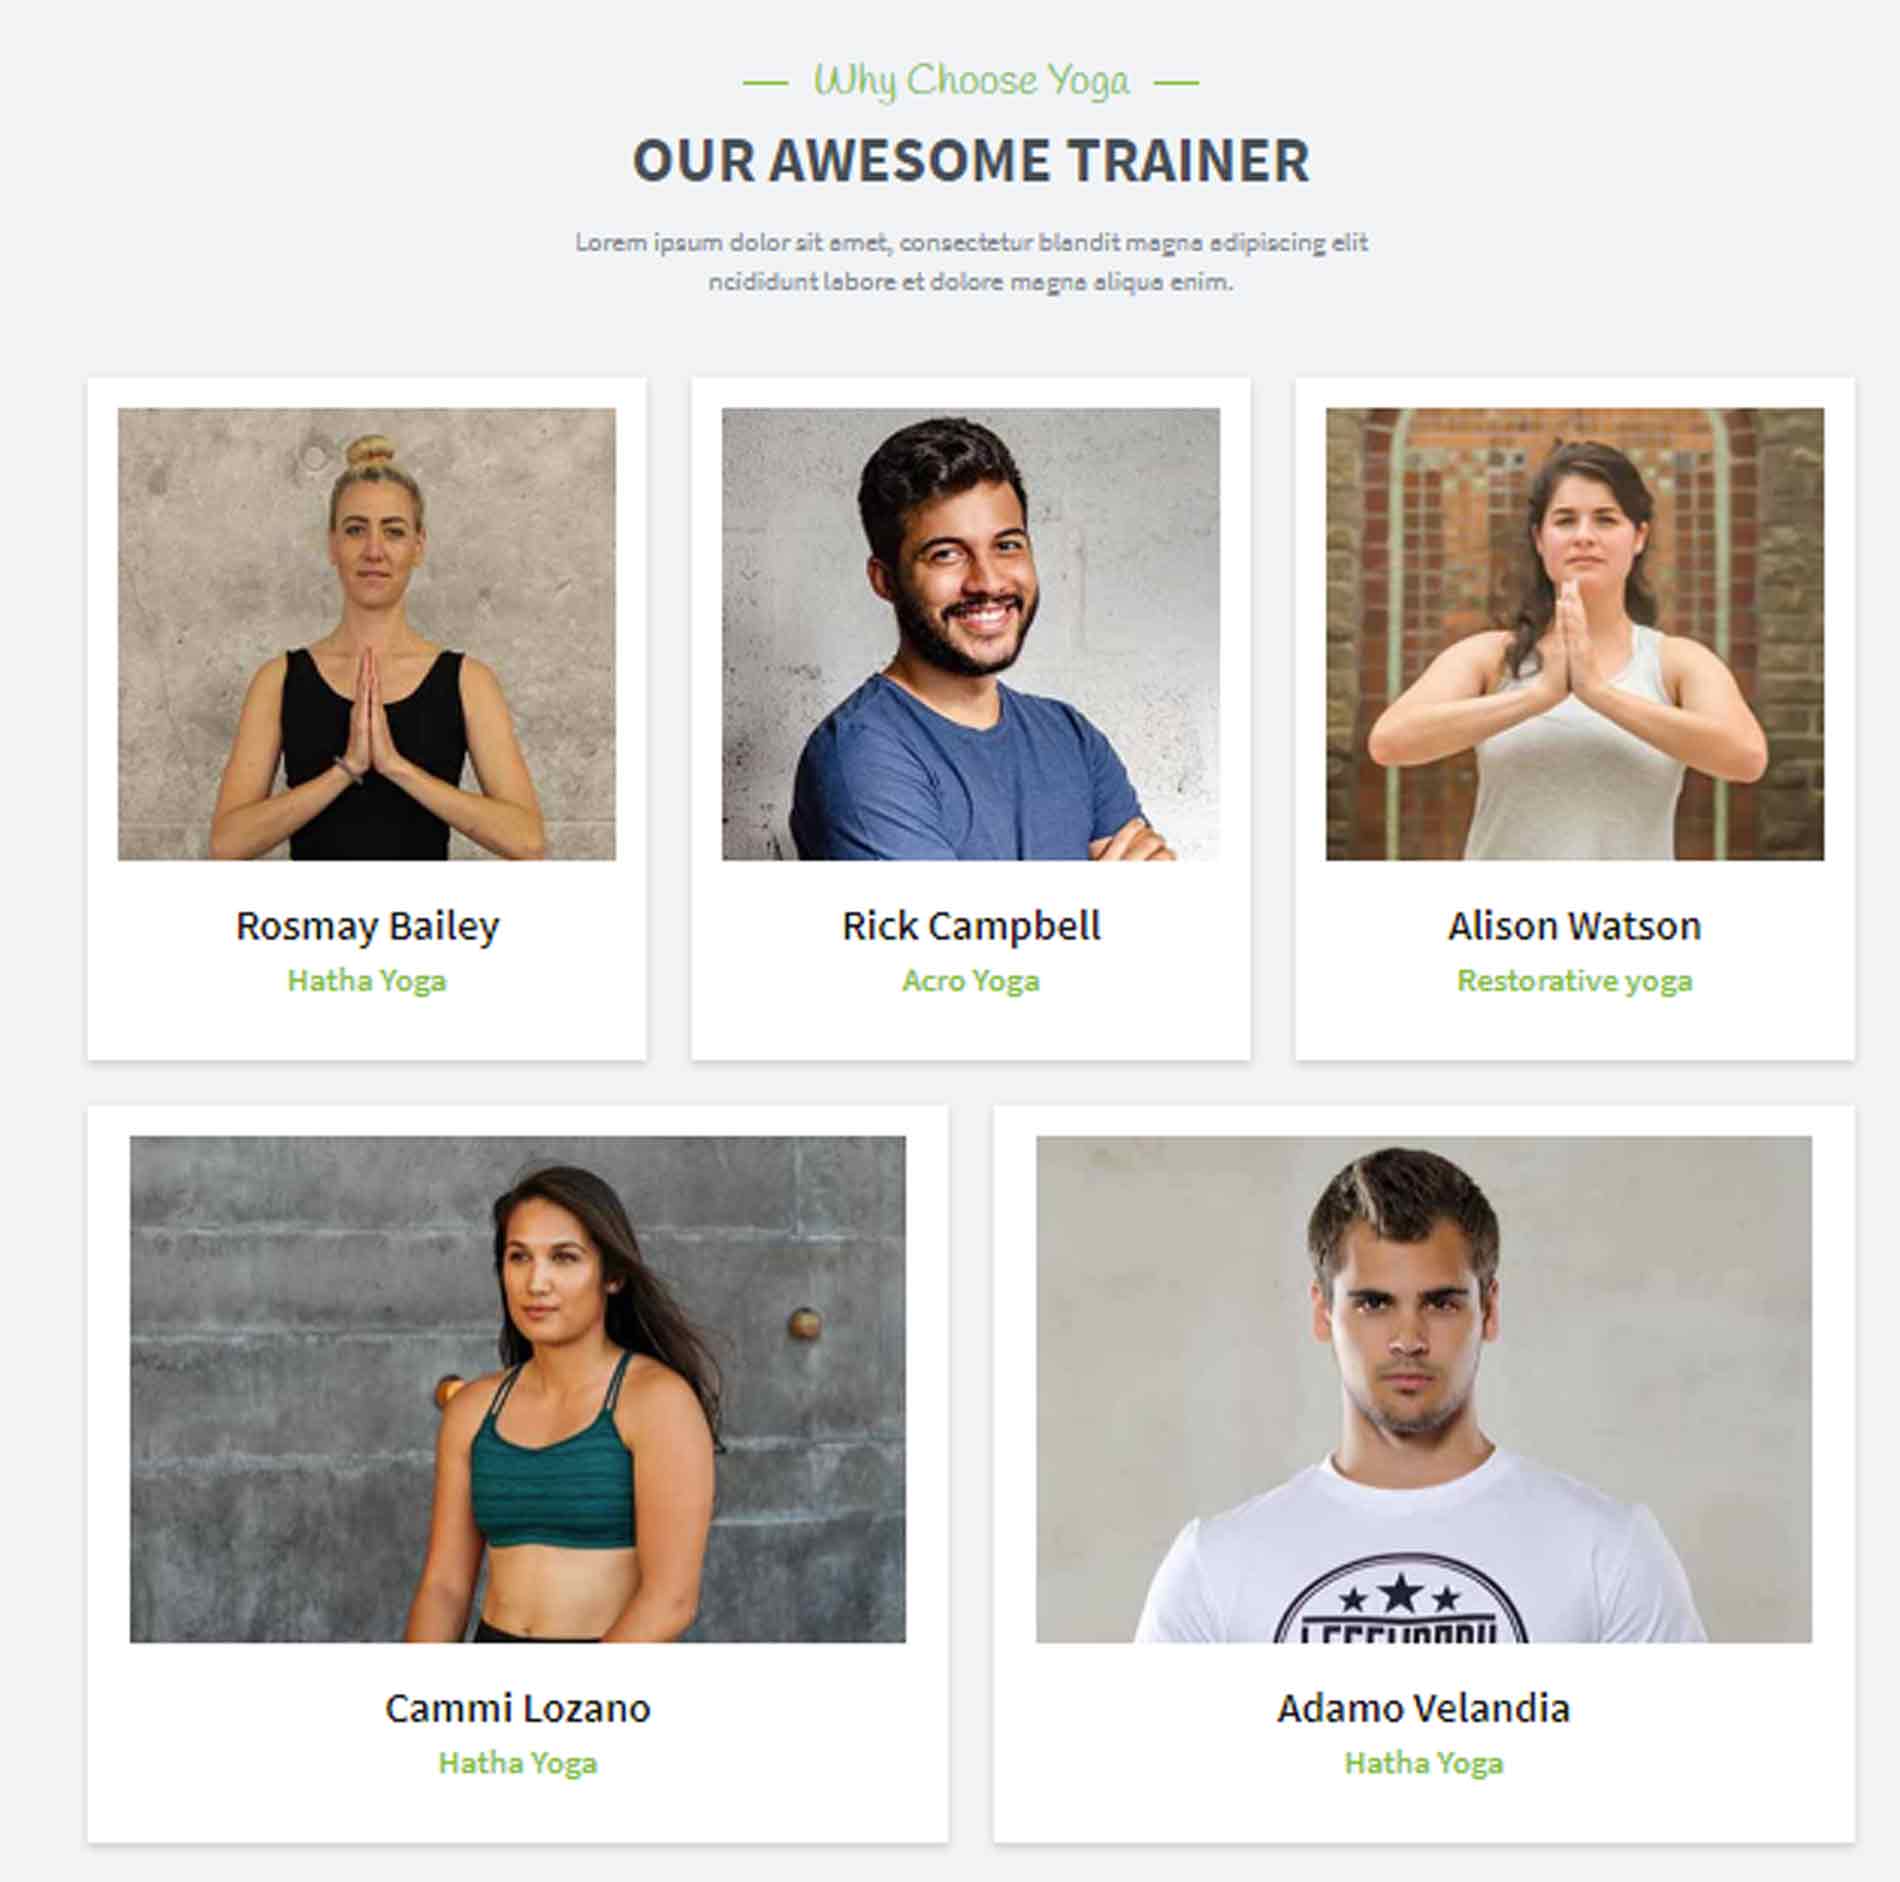 Why Choose Yoga
OUR AWESOME TRAINER
Lorem ipsum dolor sit amet, consectetur blandit magna adipiscing elit
ncididunt labore et dolore magna aliqua enim.
Rosmay Bailey
Hatha Yoga
Rick Campbell
Acro Yoga
Alison Watson
Restorative yoga
Cammi Lozano
Hatha Yoga
Adamo Velandia
Hatha Yoga